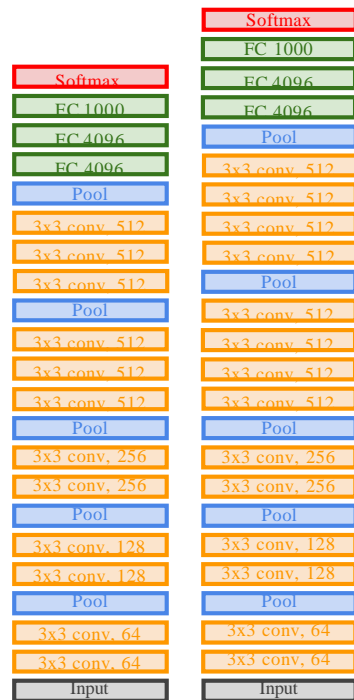 Softmax
FC 1000
FC 4096
FC 4096
Pool
3x3 conv, 512
3x3 conv, 512
3x3 conv, 512
Pool
3x3 conv, 512
3x3 conv, 512
3x3 conv, 512
Pool
3x3 conv, 256
3x3 conv, 256
Pool
3x3 conv, 128
3x3 conv, 128
Pool
3x3 conv, 64
3x3 conv, 64
Input
Softmax
FC 1000
FC 4096
FC 4096
Pool
3x3 conv, 512
3x3 conv, 512
3x3 conv, 512
3x3 conv, 512
Pool
3x3 conv, 512
3x3 conv, 512
3x3 conv, 512
3x3 conv, 512
Pool
3x3 conv, 256
3x3 conv, 256
Pool
3x3 conv, 128
3x3 conv, 128
Pool
3x3 conv, 64
3x3 conv, 64
Input